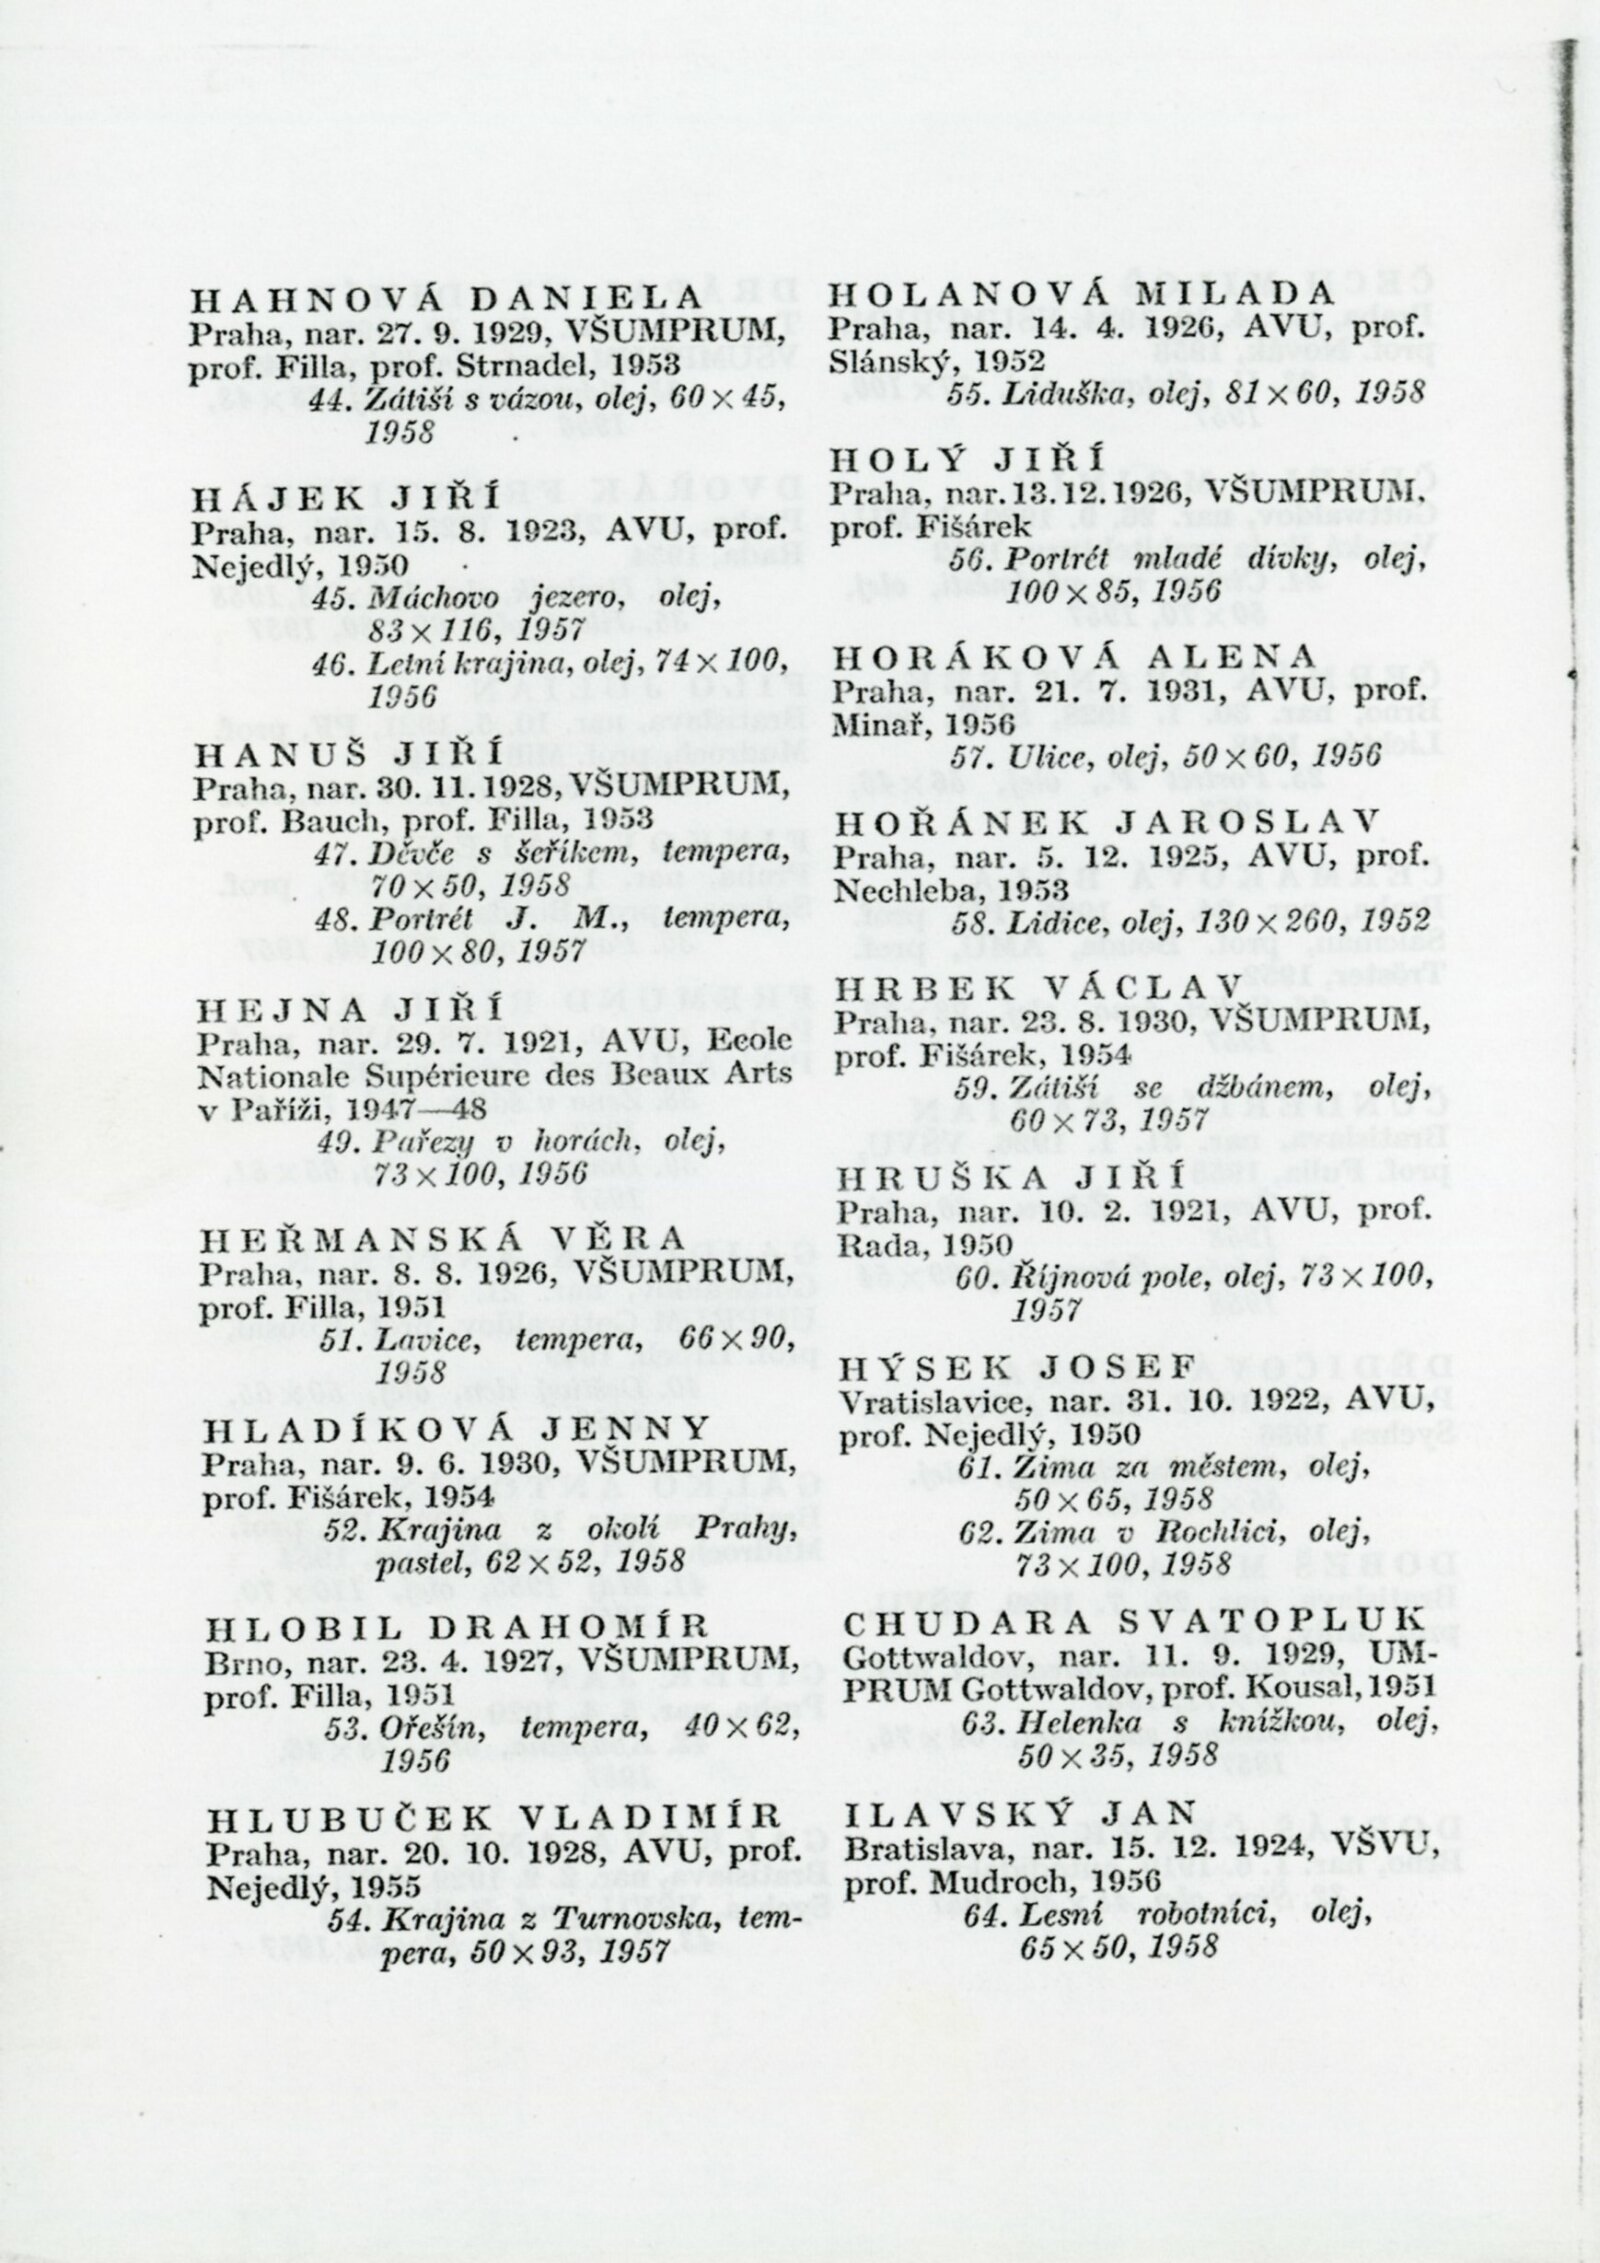 HAHNOVÁ DANIELA
Praha, nar. 27. 9. 1929, VŠUMPRUM,
prof. Filla, prof. Strnadel, 1953
44. Zátiší s vázou, olej, 60×45,
1958
HÁJEK JIŘÍ
Praha, nar. 15. 8. 1923, AVU, prof.
Nejedlý, 1950
45. Máchovo jezero, olej,
83×116, 1957
46. Letní krajina, olej, 74×100,
1956
HANUŠ JIŘÍ
Praha, nar. 30. 11. 1928, VŠUMPRUM,
prof. Bauch, prof. Filla, 1953
47. Děvče s šeříkem, tempera,
70×50, 1958
48. Portrét J. M., tempera,
100×80, 1957
HEJNA JIŘÍ
Praha, nar. 29. 7. 1921, AVU, Ecole
Nationale Supérieure des Beaux Arts
v Paříži, 1947—48
49. Pařezy v horách, olej,
73×100, 1956
HEŘMANSKÁ VĚRA
Praha, nar. 8. 8. 1926, VŠUMPRUM,
prof. Filla, 1951
51. Lavice, tempera, 66×90,
1958
HLADÍKOVÁ JENNY
Praha, nar. 9. 6. 1930, VŠUMPRUM,
prof. Fišárek, 1954
52. Krajina z okolí Prahy,
pastel, 62×52, 1958
HLOBIL DRAHOMÍR
Brno, nar. 23. 4. 1927, VŠUMPRUM,
prof. Filla, 1951
53. Ořešín, tempera, 40×62,
1956
HLUBUČEK VLADIMÍR
Praha, nar. 20. 10. 1928, AVU, prof.
Nejedlý, 1955
54. Krajina z Turnovska, tem-
pera, 50×93, 1957
HOLANOVÁ MILADA
Praha, nar. 14. 4. 1926, AVU, prof.
Slánský, 1952
55. Liduška, olej, 81×60, 1958
HOLÝ JIŘÍ
Praha, nar. 13. 12. 1926, VŠUMPRUM,
prof. Fišárek
56. Portrét mladé dívky, olej,
100×85, 1956
HORÁKOVÁ ALENA
Praha, nar. 21. 7. 1931, AVU, prof.
Minař, 1956
57. Ulice, olej, 50×60, 1956
HOŘÁNEK JAROSLAV
Praha, nar. 5. 12. 1925, AVU, prof.
Nechleba, 1953
58. Lidice, olej, 130×260, 1952
HRBEK VÁCLAV
Praha, nar. 23. 8. 1930, VŠUMPRUM,
prof. Fišárek, 1954
59. Zátiší se džbánem, olej,
60×73, 1957
HRUŠKA JIŘÍ
Praha, nar. 10. 2. 1921, AVU, prof.
Rada, 1950
60. Říjnová pole, olej, 73×100,
1957
HÝSEK JOSEF
Vratislavice, nar. 31. 10. 1922, AVU,
prof. Nejedlý, 1950
61. Zima za městem, olej,
50×65, 1958
62. Zima v Rochlici, olej,
73×100, 1958
CHUDARA SVATOPLUK
Gottwaldov, nar. 11. 9. 1929, UM-
PRUM Gottwaldov, prof. Kousal, 1951
63. Helenka s knížkou, olej,
50×35, 1958
ILAVSKÝ JAN
Bratislava, nar. 15. 12. 1924, VŠVU,
prof. Mudroch, 1956
64. Lesní robotníci, olej,
65×50, 1958